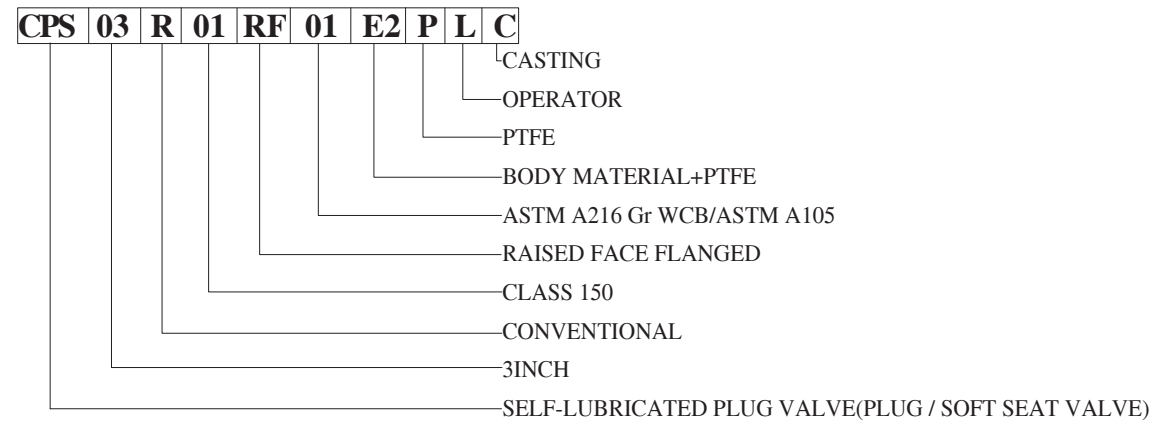 CPS 03 R 01 RF 01 E2 P L C
CASTING
OPERATOR
PTFE
BODY MATERIAL+PTFE
ASTM A216 Gr WCB/ASTM A105
RAISED FACE FLANGED
CLASS 150
CONVENTIONAL
3INCH
SELF-LUBRICATED PLUG VALVE(PLUG / SOFT SEAT VALVE)